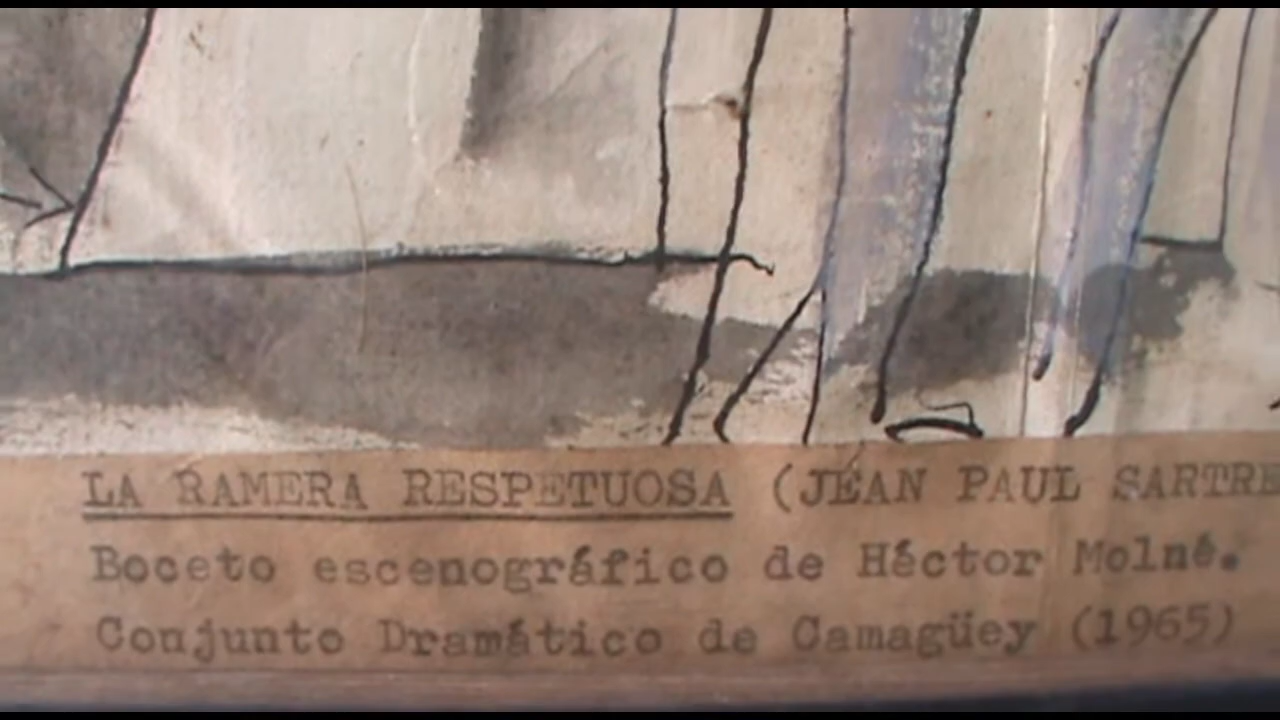 LA RAMERA RESPETUOSA (JEAN PAUL SARTRE
Boceto escenográfico de Héctor Molné.
Conjunto Dramático de Camagüey (1965)